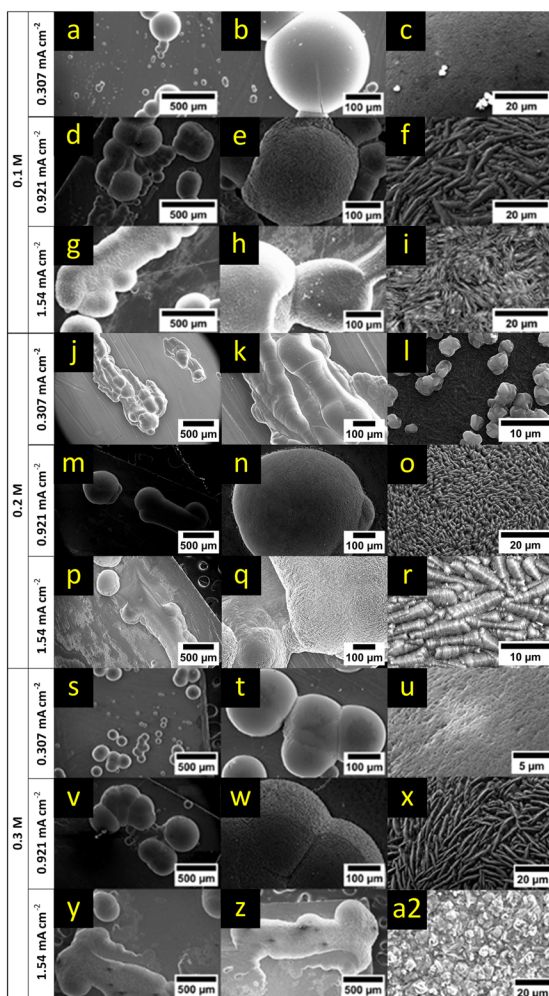 0.1 M
0.307 mA cm⁻²
a
500 µm
b
100 µm
c
20 µm
0.921 mA cm⁻²
d
500 µm
e
100 µm
f
20 µm
1.54 mA cm⁻²
g
500 µm
h
100 µm
i
20 µm
0.2 M
0.307 mA cm⁻²
j
500 µm
k
100 µm
l
10 µm
0.921 mA cm⁻²
m
500 µm
n
100 µm
o
20 µm
1.54 mA cm⁻²
p
500 µm
q
100 µm
r
10 µm
0.3 M
0.307 mA cm⁻²
s
500 µm
t
100 µm
u
5 µm
0.921 mA cm⁻²
v
500 µm
w
100 µm
x
20 µm
1.54 mA cm⁻²
y
500 µm
z
500 µm
a2
20 µm